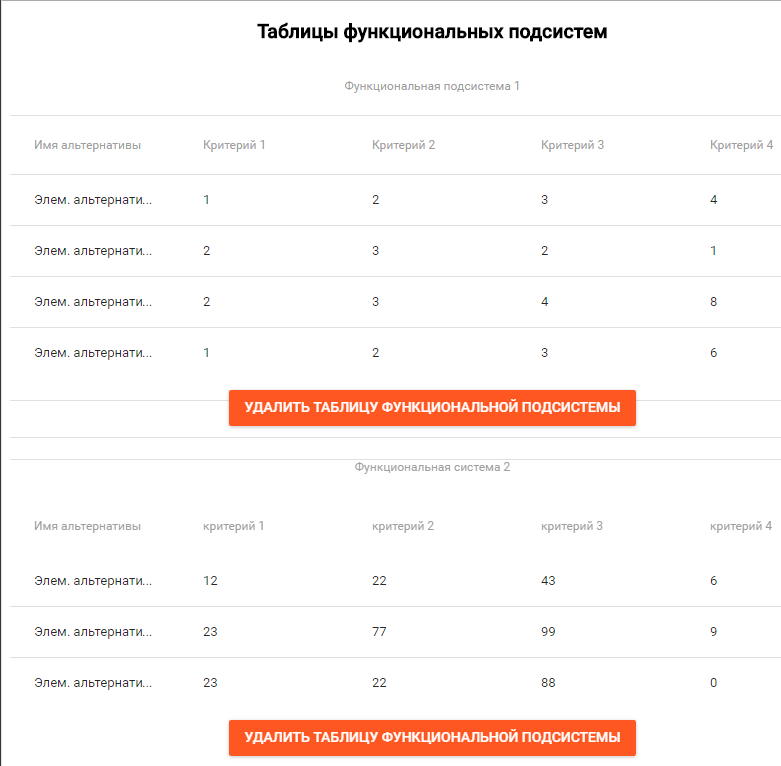 Таблицы функциональных подсистем
Функциональная подсистема 1
Имя альтернативы Критерий 1 Критерий 2 Критерий 3 Критерий 4
Элем. альтернати... 1 2 3 4
Элем. альтернати... 2 3 2 1
Элем. альтернати... 2 3 4 8
Элем. альтернати... 1 2 3 6
УДАЛИТЬ ТАБЛИЦУ ФУНКЦИОНАЛЬНОЙ ПОДСИСТЕМЫ
Функциональная система 2
Имя альтернативы критерий 1 критерий 2 критерий 3 критерий 4
Элем. альтернати... 12 22 43 6
Элем. альтернати... 23 77 99 9
Элем. альтернати... 23 22 88 0
УДАЛИТЬ ТАБЛИЦУ ФУНКЦИОНАЛЬНОЙ ПОДСИСТЕМЫ